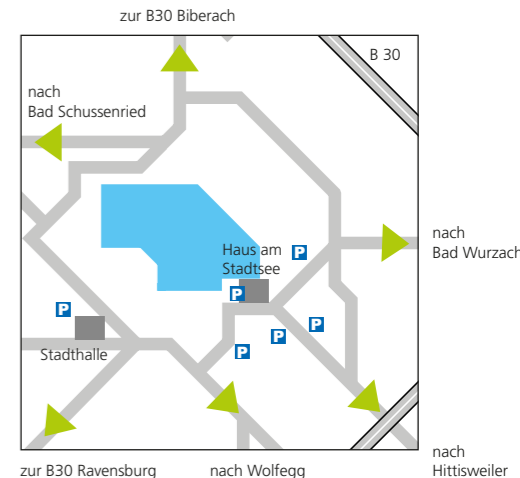 zur B30 Biberach
B 30
nach
Bad Schussenried
nach
Bad Wurzach
Haus am
Stadtsee
P
P
P
P
P
P
Stadthalle
nach
Hittisweiler
zur B30 Ravensburg
nach Wolfegg